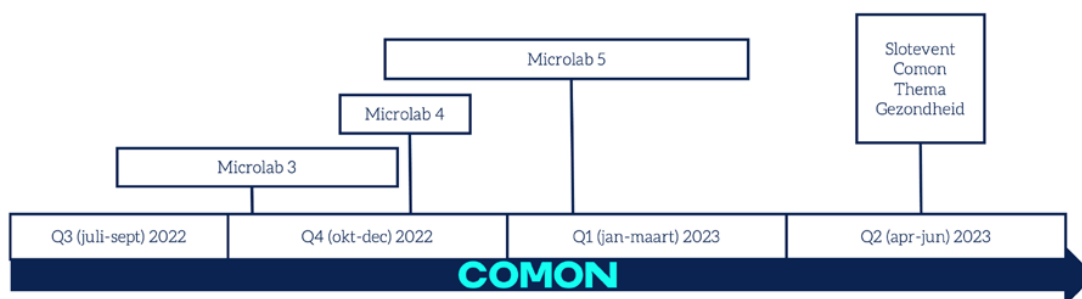 Microlab 5
Slotevent
Comon
Thema
Gezondheid
Microlab 4
Microlab 3
Q3 (juli-sept) 2022
Q4 (okt-dec) 2022
Q1 (jan-maart) 2023
Q2 (apr-jun) 2023
COMON